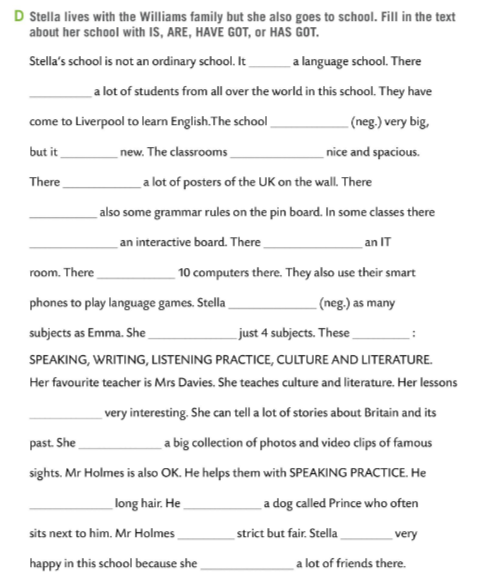 D Stella lives with the Williams family but she also goes to school. Fill in the text
about her school with IS, ARE, HAVE GOT, or HAS GOT.
Stella's school is not an ordinary school. It _______ a language school. There
__________ a lot of students from all over the world in this school. They have
come to Liverpool to learn English.The school ____________ (neg.) very big,
but it _________ new. The classrooms ______________ nice and spacious.
There ____________ a lot of posters of the UK on the wall. There
___________ also some grammar rules on the pin board. In some classes there
______________ an interactive board. There _______________ an IT
room. There ____________ 10 computers there. They also use their smart
phones to play language games. Stella ______________ (neg.) as many
subjects as Emma. She ______________ just 4 subjects. These _________ :
SPEAKING, WRITING, LISTENING PRACTICE, CULTURE AND LITERATURE.
Her favourite teacher is Mrs Davies. She teaches culture and literature. Her lessons
____________ very interesting. She can tell a lot of stories about Britain and its
past. She _____________ a big collection of photos and video clips of famous
sights. Mr Holmes is also OK. He helps them with SPEAKING PRACTICE. He
_____________ long hair. He ____________ a dog called Prince who often
sits next to him. Mr Holmes _________ strict but fair. Stella ________ very
happy in this school because she ______________ a lot of friends there.